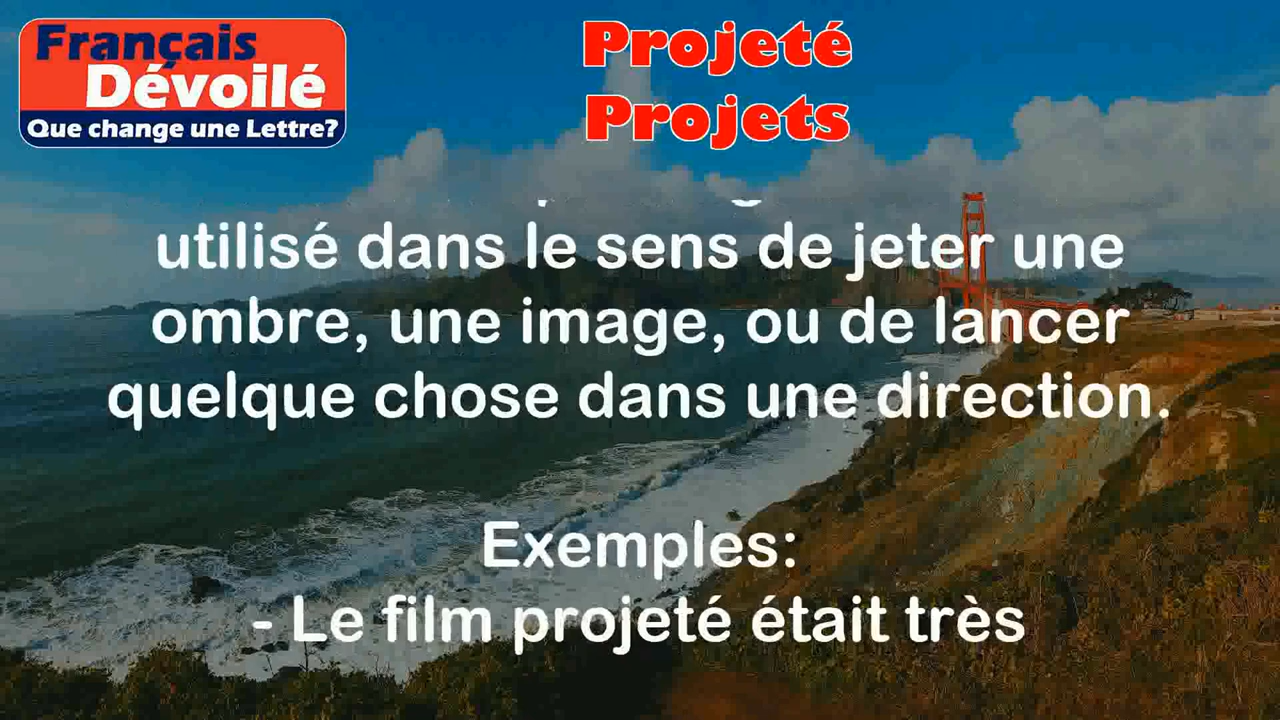 Français
Dévoilé
Que change une Lettre?
Projeté
Projets
utilisé dans le sens de jeter une
ombre, une image, ou de lancer
quelque chose dans une direction.
Exemples:
- Le film projeté était très